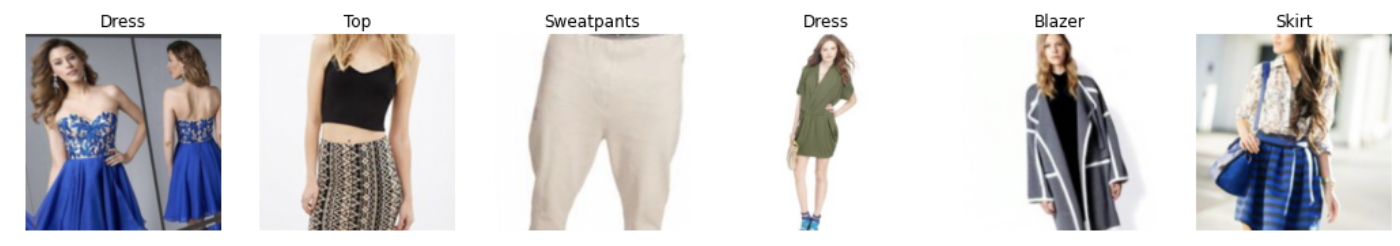 Dress
Top
Sweatpants
Dress
Blazer
Skirt